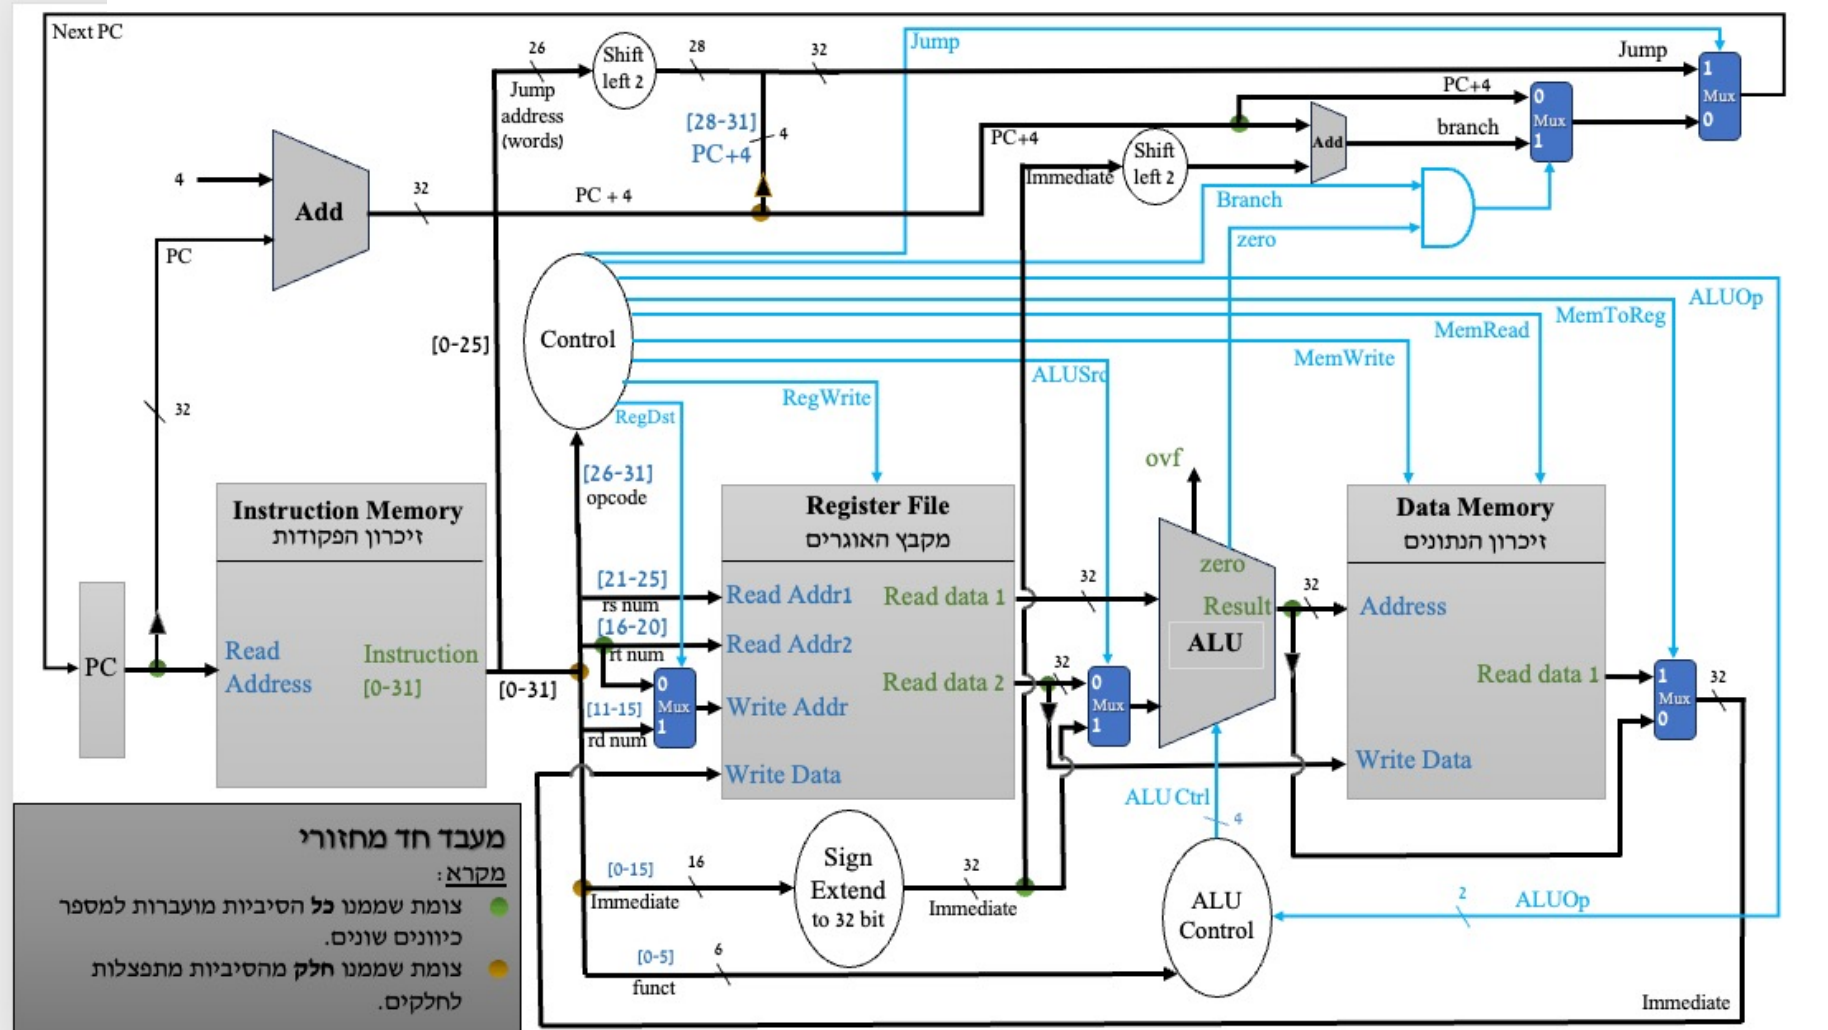 Next PC
26
Shift
left 2
28
32
Jump
Jump
Jump
address
(words)
[28-31]
PC+4
4
PC+4
PC+4
1
Mux
0
0
Mux
1
branch
Add
Immediate
Shift
left 2
Branch
zero
4
Add
32
PC + 4
PC
32
[0-25]
Control
ALUOp
MemToReg
MemRead
MemWrite
ALUSrc
RegWrite
RegDst
[26-31]
opcode
Instruction Memory
זיכרון הפקודות
Read
Address
Instruction
[0-31]
PC
[0-31]
[21-25]
rs num
[16-20]
rt num
[11-15]
rd num
0
Mux
1
Register File
מקבץ האוגרים
Read Addr1
Read data 1
Read Addr2
Read data 2
Write Addr
Write Data
32
32
0
Mux
1
ovf
zero
Result
ALU
32
ALU Ctrl
4
Data Memory
זיכרון הנתונים
Address
Read data 1
Write Data
1
Mux
0
32
[0-15]
Immediate
16
Sign
Extend
to 32 bit
32
Immediate
ALU
Control
2
ALUOp
[0-5]
funct
6
Immediate
מעבד חד מחזורי
מקרא:
צומת שממנו כל הסיביות מועברות למספר
כיוונים שונים.
צומת שממנו חלק מהסיביות מתפצלות
לחלקים.